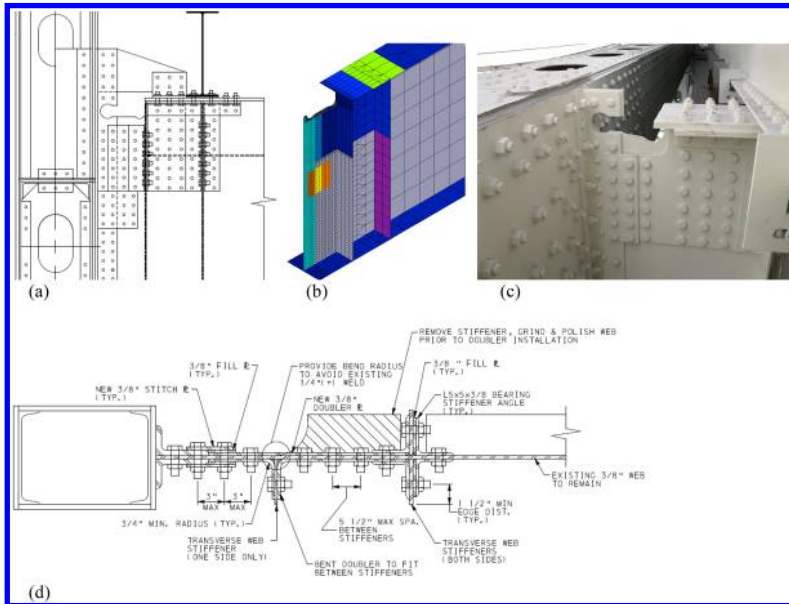 (a)
(b)
(c)
REMOVE STIFFENER, GRIND & POLISH WEB
PRIOR TO DOUBLER INSTALLATION
3/8" FILL ℞
(TYP.)
PROVIDE BEND RADIUS
TO AVOID EXISTING
1/4"(+) WELD
3/8 " FILL ℞
(TYP.)
NEW 3/8" STITCH ℞
(TYP.)
NEW 3/8"
DOUBLER ℞
L5x5x3/8 BEARING
STIFFENER ANGLE
(TYP.)
3"
MAX
3"
MAX
EXISTING 3/8" WEB
TO REMAIN
3/4" MIN. RADIUS (TYP.)
5 1/2" MAX SPA.
BETWEEN
STIFFENERS
1 1/2" MIN
EDGE DIST.
(TYP.)
TRANSVERSE WEB
STIFFENER
(ONE SIDE ONLY)
BENT DOUBLER TO FIT
BETWEEN STIFFENERS
TRANSVERSE WEB
STIFFENERS
(BOTH SIDES)
(d)